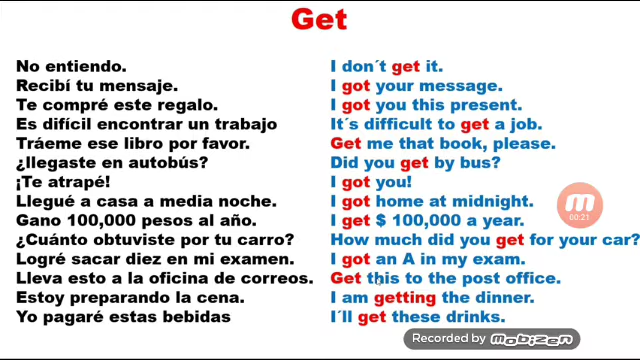 Get
No entiendo. I don´t get it.
Recibí tu mensaje. I got your message.
Te compré este regalo. I got you this present.
Es difícil encontrar un trabajo It´s difficult to get a job.
Tráeme ese libro por favor. Get me that book, please.
¿llegaste en autobús? Did you get by bus?
¡Te atrapé! I got you!
Llegué a casa a media noche. I got home at midnight.
Gano 100,000 pesos al año. I get $ 100,000 a year.
¿Cuánto obtuviste por tu carro? How much did you get for your car?
Logré sacar diez en mi examen. I got an A in my exam.
Lleva esto a la oficina de correos. Get this to the post office.
Estoy preparando la cena. I am getting the dinner.
Yo pagaré estas bebidas I´ll get these drinks.
00:21
Recorded by mobizen